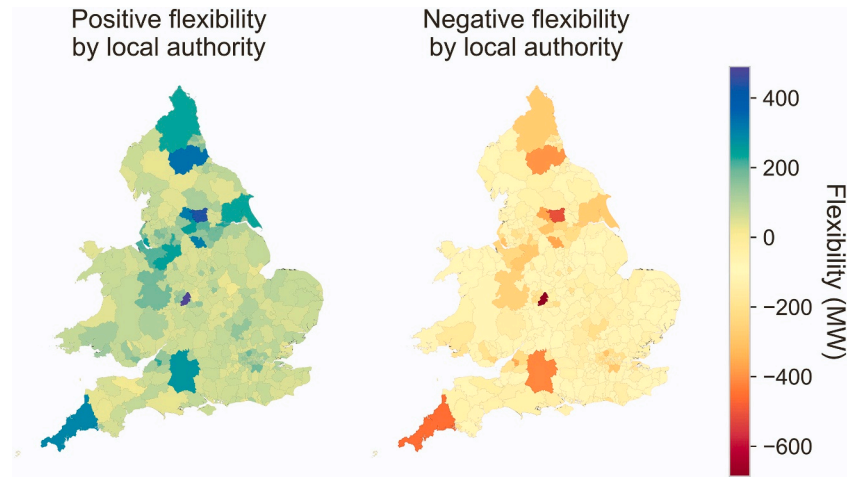 Positive flexibility
by local authority
Negative flexibility
by local authority
400
200
0
−200
−400
−600
Flexibility (MW)